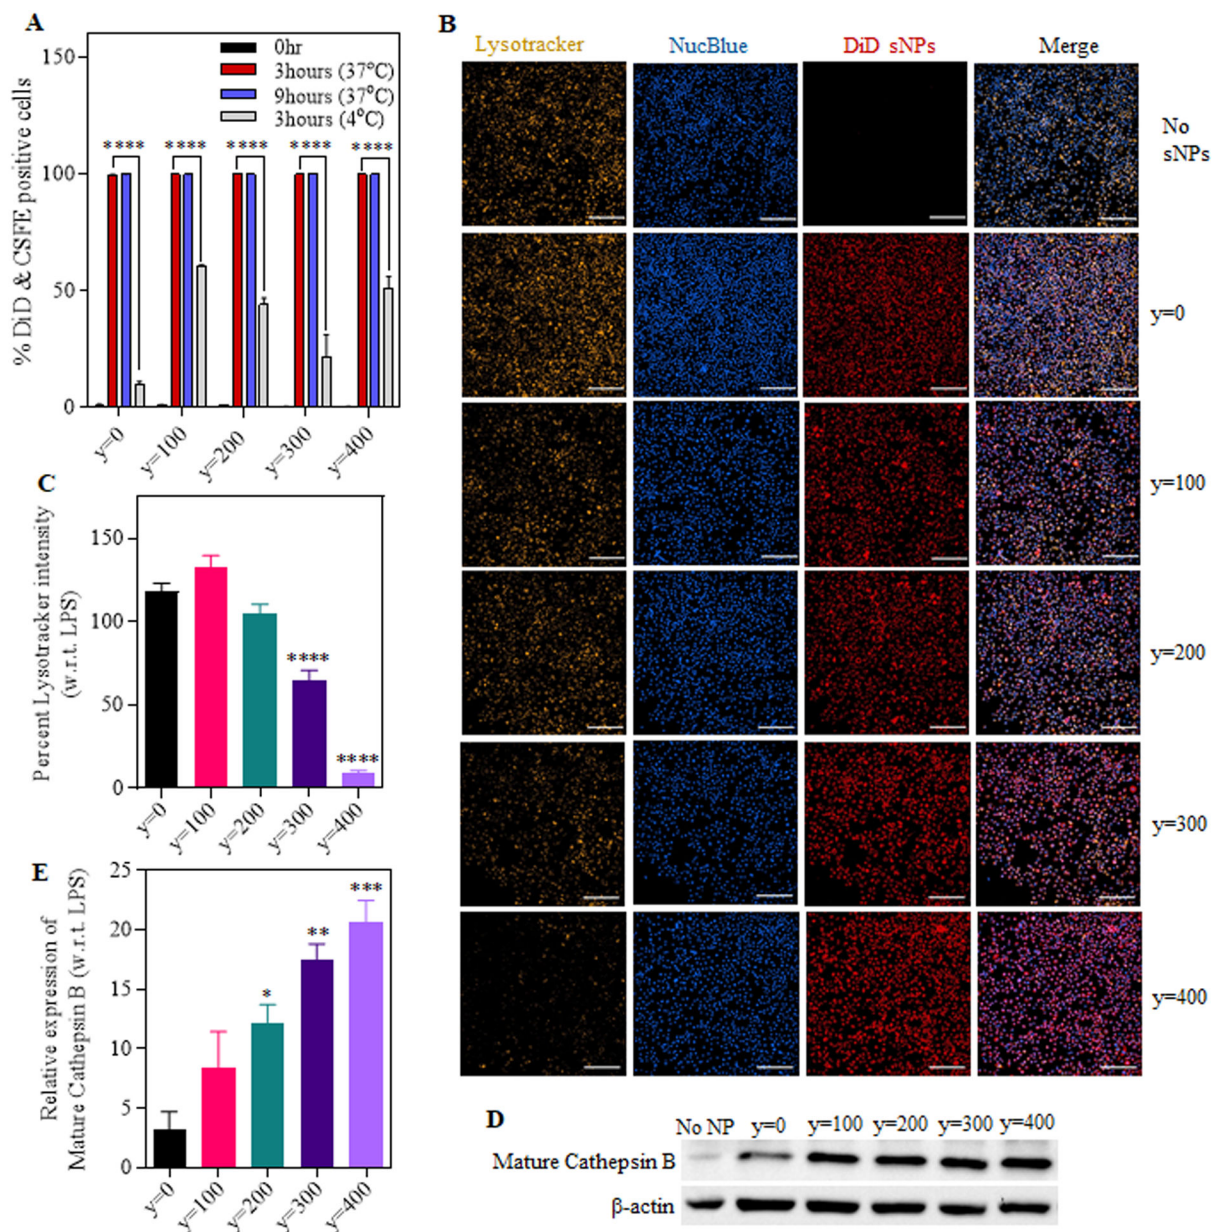 A
% DiD & CSFE positive cells
150
100
50
0
0hr
3hours (37°C)
9hours (37°C)
3hours (4°C)
**** **** **** **** ****
y=0 y=100 y=200 y=300 y=400
B
Lysotracker NucBlue DiD sNPs Merge
No
sNPs
y=0
y=100
y=200
y=300
y=400
C
Percent Lysotracker intensity
(w.r.t. LPS)
150
100
50
0
****
****
y=0 y=100 y=200 y=300 y=400
E
Relative expression of
Mature Cathepsin B (w.r.t. LPS)
25
20
15
10
5
0
*
**
***
y=0 y=100 y=200 y=300 y=400
D
No NP y=0 y=100 y=200 y=300 y=400
Mature Cathepsin B
β-actin